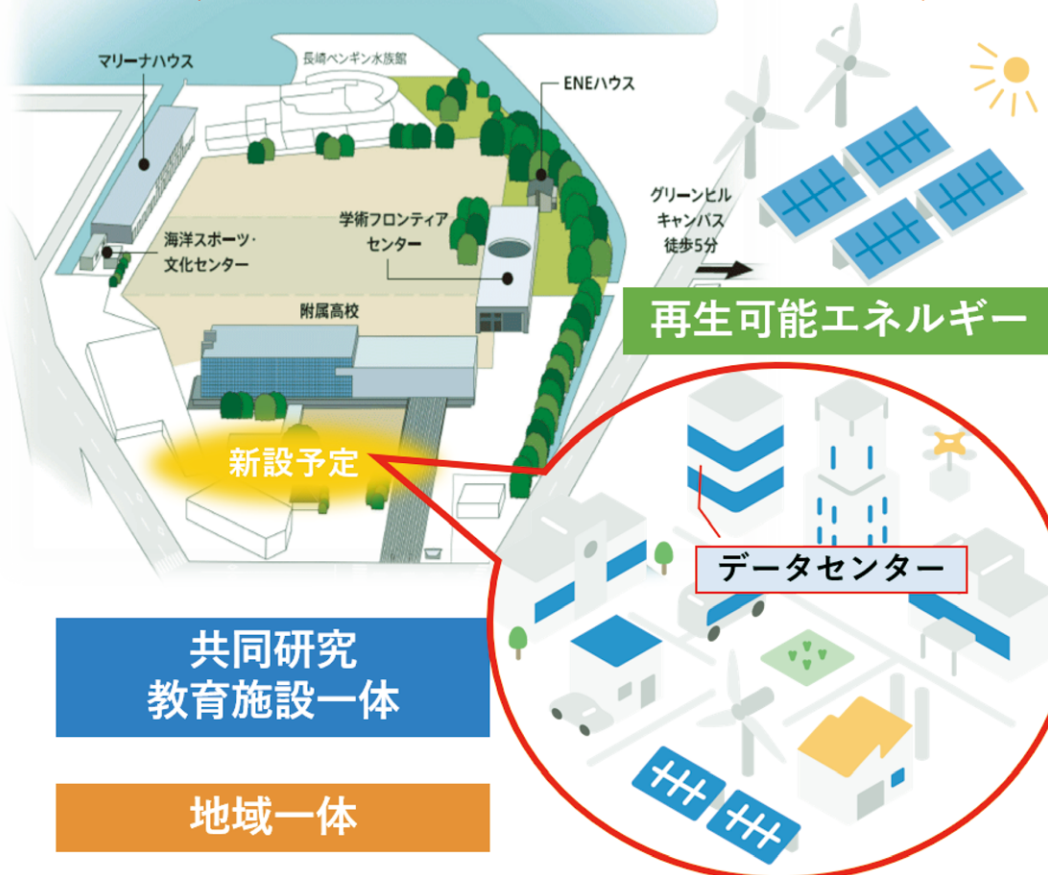 マリーナハウス
長崎ペンギン水族館
ENEハウス
グリーンヒル
キャンパス
徒歩5分
学術フロンティア
センター
海洋スポーツ・
文化センター
附属高校
再生可能エネルギー
新設予定
データセンター
共同研究
教育施設一体
地域一体